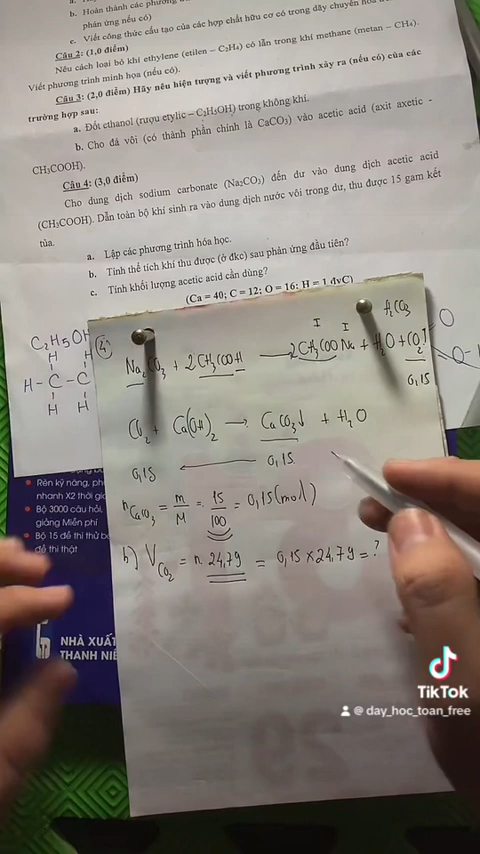 b. Hoàn thành các phương
phản ứng nếu có)
c. Viết công thức cấu tạo của các hợp chất hữu cơ có trong dãy chuyển hóa
Câu 2: (1,0 điểm)
Nêu cách loại bỏ khí ethylene (etilen – C₂H₄) có lẫn trong khí methane (metan – CH₄).
Viết phương trình minh họa (nếu có).
Câu 3: (2,0 điểm) Hãy nêu hiện tượng và viết phương trình xảy ra (nếu có) của các
trường hợp sau:
a. Đốt ethanol (rượu etylic – C₂H₅OH) trong không khí.
b. Cho đá vôi (có thành phần chính là CaCO₃) vào acetic acid (axit axetic -
CH₃COOH).
Câu 4: (3,0 điểm)
Cho dung dịch sodium carbonate (Na₂CO₃) đến dư vào dung dịch acetic acid
(CH₃COOH). Dẫn toàn bộ khí sinh ra vào dung dịch nước vôi trong dư, thu được 15 gam kết
tủa.
a. Lập các phương trình hóa học.
b. Tính thể tích khí thu được (ở đkc) sau phản ứng đầu tiên?
c. Tính khối lượng acetic acid cần dùng?
(Ca = 40; C = 12; O = 16; H = 1 đvC)
C₂H₅OH
H H
H - C - C
H H
O
O-
4)
H₂CO₃
I I
Na₂CO₃ + 2CH₃COOH → 2CH₃COONa + H₂O + CO₂↑
0,15
CO₂ + Ca(OH)₂ → CaCO₃↓ + H₂O
0,15 ← 0,15
n CaCO₃ = m/M = 15/100 = 0,15 (mol)
b) V CO₂ = n. 24,79 = 0,15 x 24,79 = ?
Rèn kỹ năng, ph
nhanh X2 thời gia
Bộ 3000 câu hỏi,
giảng Miễn phí
Bộ 15 đề thi thử b
đề thi thật
NHÀ XUẤT
THANH NIÊ
29
TikTok
@day_hoc_toan_free